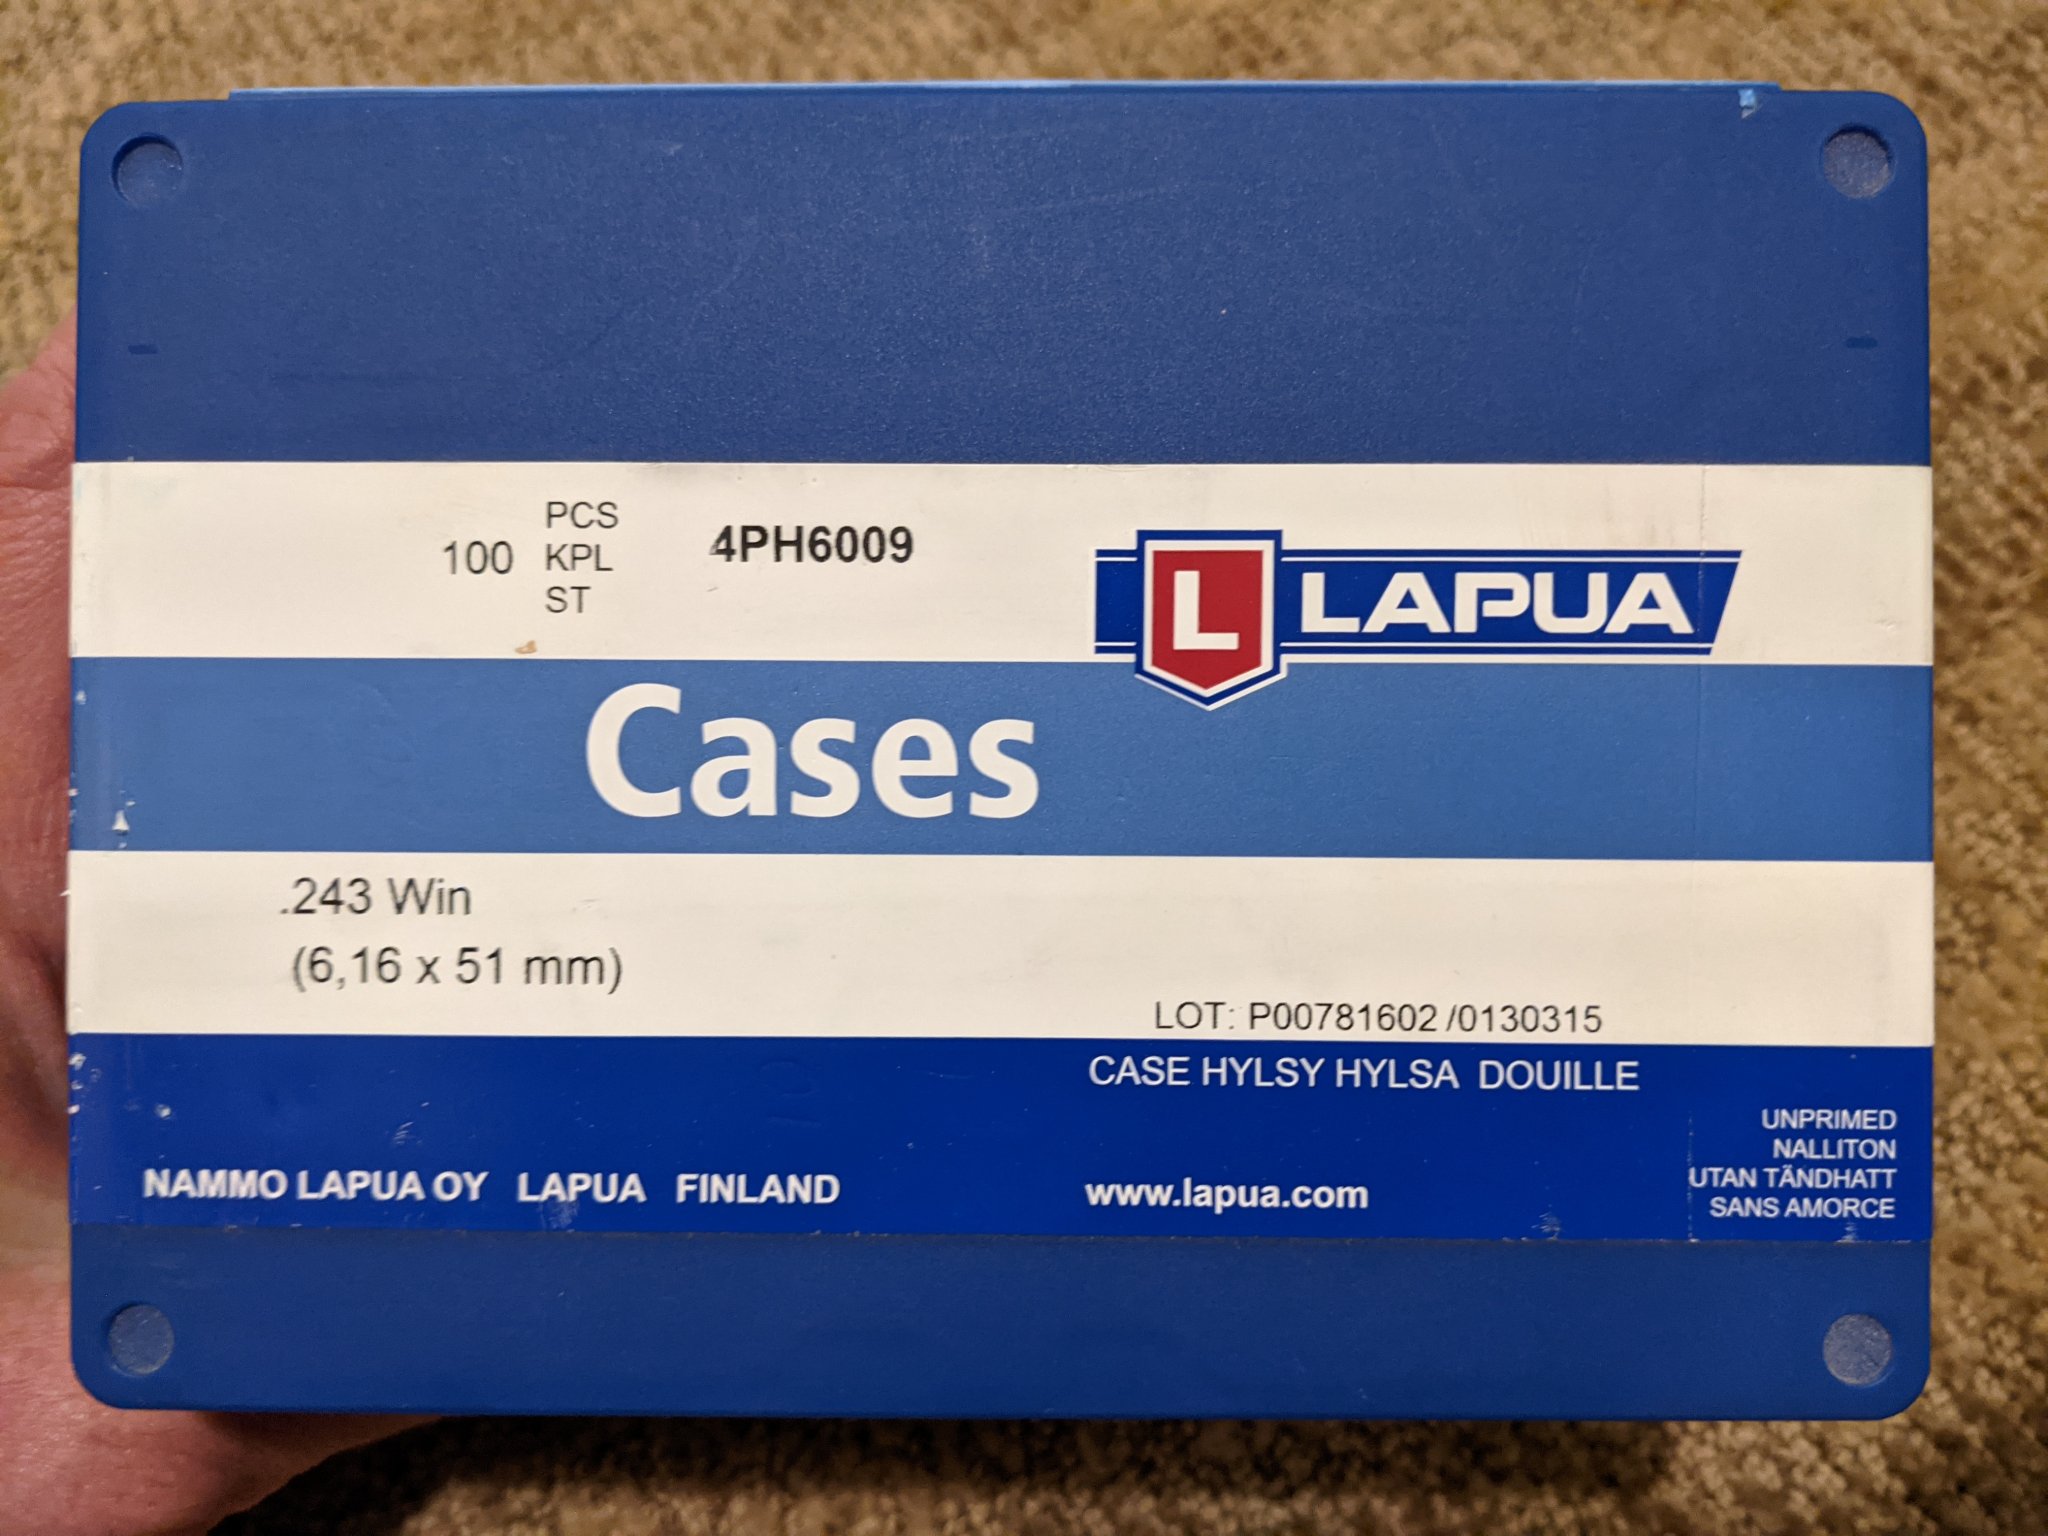 PCS
100 KPL 4PH6009
ST
L LAPUA
Cases
.243 Win
(6,16 x 51 mm)
LOT: P00781602 /0130315
CASE HYLSY HYLSA DOUILLE
UNPRIMED
NALLITON
UTAN TÄNDHATT
SANS AMORCE
NAMMO LAPUA OY LAPUA FINLAND
www.lapua.com